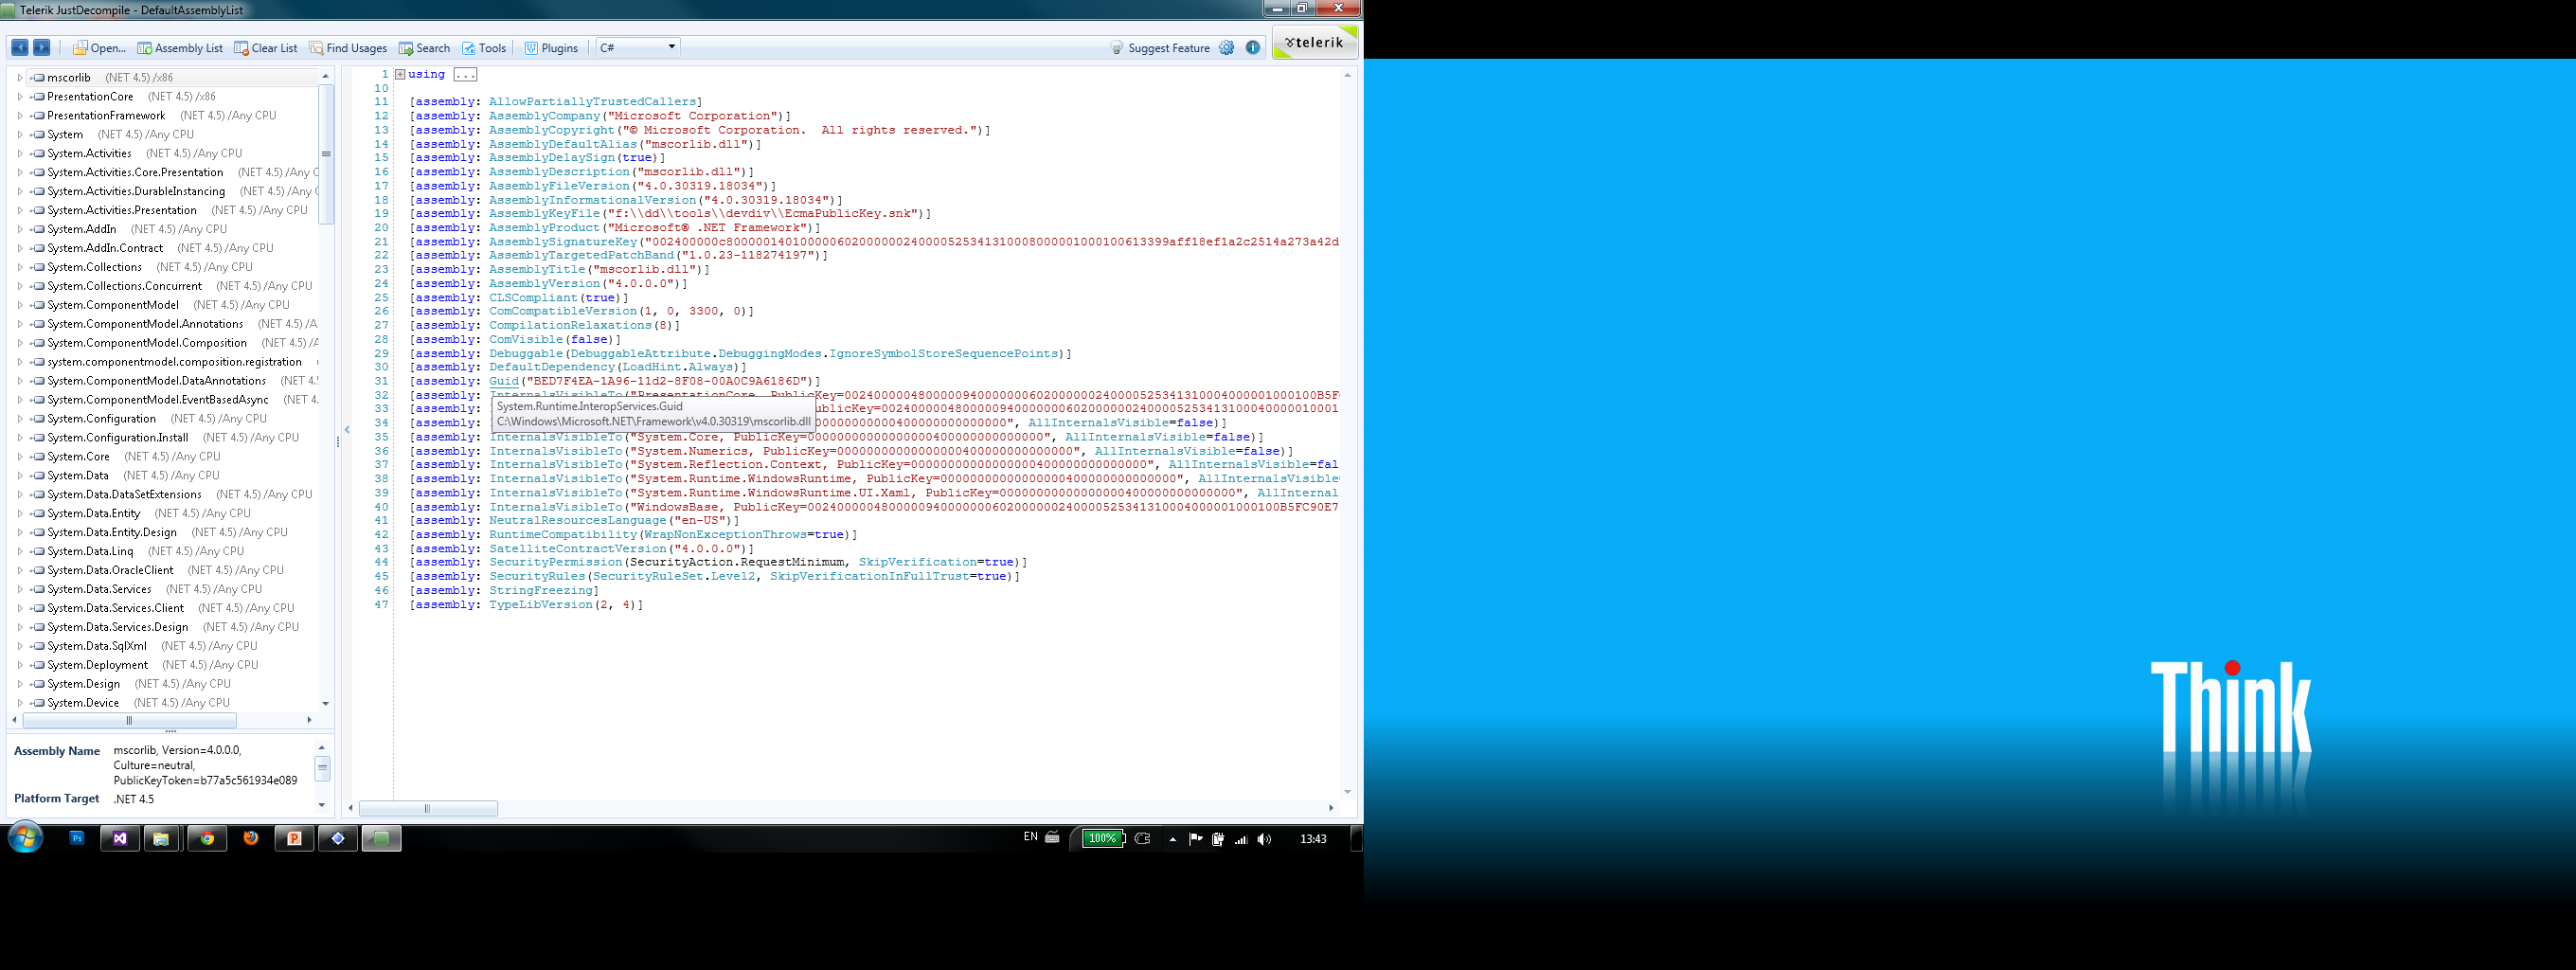 Telerik JustDecompile - DefaultAssemblyList
Open... Assembly List Clear List Find Usages Search Tools Plugins C# Suggest Feature telerik
mscorlib (NET 4.5) /x86
PresentationCore (NET 4.5) /x86
PresentationFramework (NET 4.5) /Any CPU
System (NET 4.5) /Any CPU
System.Activities (NET 4.5) /Any CPU
System.Activities.Core.Presentation (NET 4.5) /Any C
System.Activities.DurableInstancing (NET 4.5) /Any C
System.Activities.Presentation (NET 4.5) /Any CPU
System.AddIn (NET 4.5) /Any CPU
System.AddIn.Contract (NET 4.5) /Any CPU
System.Collections (NET 4.5) /Any CPU
System.Collections.Concurrent (NET 4.5) /Any CPU
System.ComponentModel (NET 4.5) /Any CPU
System.ComponentModel.Annotations (NET 4.5) /A
System.ComponentModel.Composition (NET 4.5) /A
system.componentmodel.composition.registration
System.ComponentModel.DataAnnotations (NET 4.
System.ComponentModel.EventBasedAsync (NET 4.
System.Configuration (NET 4.5) /Any CPU
System.Configuration.Install (NET 4.5) /Any CPU
System.Core (NET 4.5) /Any CPU
System.Data (NET 4.5) /Any CPU
System.Data.DataSetExtensions (NET 4.5) /Any CPU
System.Data.Entity (NET 4.5) /Any CPU
System.Data.Entity.Design (NET 4.5) /Any CPU
System.Data.Linq (NET 4.5) /Any CPU
System.Data.OracleClient (NET 4.5) /Any CPU
System.Data.Services (NET 4.5) /Any CPU
System.Data.Services.Client (NET 4.5) /Any CPU
System.Data.Services.Design (NET 4.5) /Any CPU
System.Data.SqlXml (NET 4.5) /Any CPU
System.Deployment (NET 4.5) /Any CPU
System.Design (NET 4.5) /Any CPU
System.Device (NET 4.5) /Any CPU
Assembly Name mscorlib, Version=4.0.0.0,
Culture=neutral,
PublicKeyToken=b77a5c561934e089
Platform Target .NET 4.5
1 using ...
10
11 [assembly: AllowPartiallyTrustedCallers]
12 [assembly: AssemblyCompany("Microsoft Corporation")]
13 [assembly: AssemblyCopyright("© Microsoft Corporation.  All rights reserved.")]
14 [assembly: AssemblyDefaultAlias("mscorlib.dll")]
15 [assembly: AssemblyDelaySign(true)]
16 [assembly: AssemblyDescription("mscorlib.dll")]
17 [assembly: AssemblyFileVersion("4.0.30319.18034")]
18 [assembly: AssemblyInformationalVersion("4.0.30319.18034")]
19 [assembly: AssemblyKeyFile("f:\\dd\\tools\\devdiv\\EcmaPublicKey.snk")]
20 [assembly: AssemblyProduct("Microsoft® .NET Framework")]
21 [assembly: AssemblySignatureKey("002400000c800000140100000602000000240000525341310008000001000100613399aff18ef1a2c2514a273a42d
22 [assembly: AssemblyTargetedPatchBand("1.0.23-118274197")]
23 [assembly: AssemblyTitle("mscorlib.dll")]
24 [assembly: AssemblyVersion("4.0.0.0")]
25 [assembly: CLSCompliant(true)]
26 [assembly: ComCompatibleVersion(1, 0, 3300, 0)]
27 [assembly: CompilationRelaxations(8)]
28 [assembly: ComVisible(false)]
29 [assembly: Debuggable(DebuggableAttribute.DebuggingModes.IgnoreSymbolStoreSequencePoints)]
30 [assembly: DefaultDependency(LoadHint.Always)]
31 [assembly: Guid("BED7F4EA-1A96-11d2-8F08-00A0C9A6186D")]
32 [assembly: InternalsVisibleTo("PresentationCore, PublicKey=0024000004800000940000000602000000240000525341310004000001000100B5F
System.Runtime.InteropServices.Guid
C:\Windows\Microsoft.NET\Framework\v4.0.30319\mscorlib.dll
33 [assembly: ublicKey=00240000048000009400000006020000002400005253413100040000010001
34 [assembly: 00000000000400000000000000", AllInternalsVisible=false)]
35 [assembly: InternalsVisibleTo("System.Core, PublicKey=00000000000000000400000000000000", AllInternalsVisible=false)]
36 [assembly: InternalsVisibleTo("System.Numerics, PublicKey=00000000000000000400000000000000", AllInternalsVisible=false)]
37 [assembly: InternalsVisibleTo("System.Reflection.Context, PublicKey=00000000000000000400000000000000", AllInternalsVisible=fal
38 [assembly: InternalsVisibleTo("System.Runtime.WindowsRuntime, PublicKey=00000000000000000400000000000000", AllInternalsVisible
39 [assembly: InternalsVisibleTo("System.Runtime.WindowsRuntime.UI.Xaml, PublicKey=00000000000000000400000000000000", AllInternal
40 [assembly: InternalsVisibleTo("WindowsBase, PublicKey=0024000004800000940000000602000000240000525341310004000001000100B5FC90E7
41 [assembly: NeutralResourcesLanguage("en-US")]
42 [assembly: RuntimeCompatibility(WrapNonExceptionThrows=true)]
43 [assembly: SatelliteContractVersion("4.0.0.0")]
44 [assembly: SecurityPermission(SecurityAction.RequestMinimum, SkipVerification=true)]
45 [assembly: SecurityRules(SecurityRuleSet.Level2, SkipVerificationInFullTrust=true)]
46 [assembly: StringFreezing]
47 [assembly: TypeLibVersion(2, 4)]
Think
Ps
EN 100% 13:43